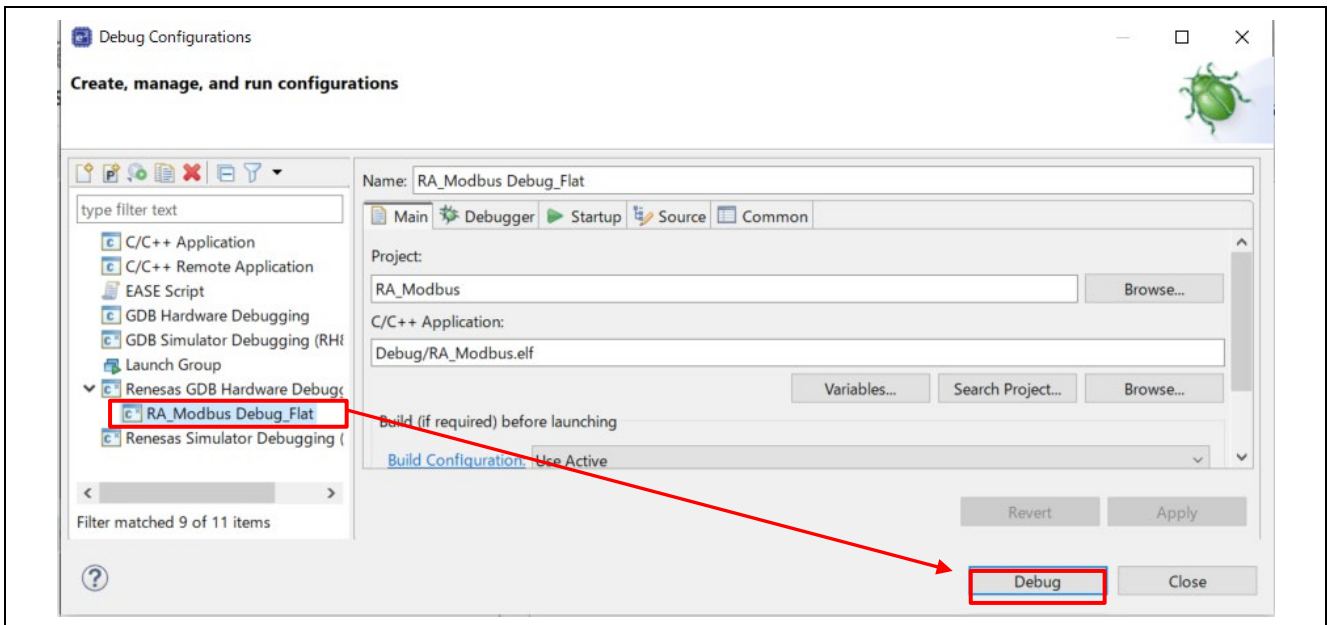 Debug Configurations
Create, manage, and run configurations
type filter text
C/C++ Application
C/C++ Remote Application
EASE Script
GDB Hardware Debugging
GDB Simulator Debugging (RH8
Launch Group
Renesas GDB Hardware Debugg
RA_Modbus Debug_Flat
Renesas Simulator Debugging (
Filter matched 9 of 11 items
Name: RA_Modbus Debug_Flat
Main Debugger Startup Source Common
Project:
RA_Modbus Browse...
C/C++ Application:
Debug/RA_Modbus.elf
Variables... Search Project... Browse...
Build (if required) before launching
Build Configuration: Use Active
Revert Apply
Debug Close